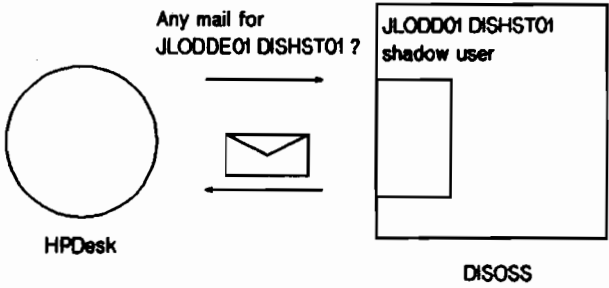 Any mail for
JLODDE01 DISHST01 ?
JLODD01 DISHST01
shadow user
HPDesk
DISOSS